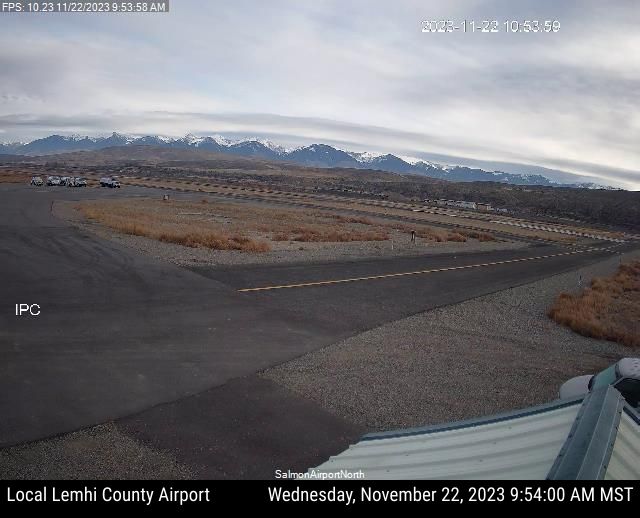 FPS: 10.23 11/22/2023 9:53:58 AM
2023-11-22 10:53:59
IPC
SalmonAirportNorth
Local Lemhi County Airport Wednesday, November 22, 2023 9:54:00 AM MST